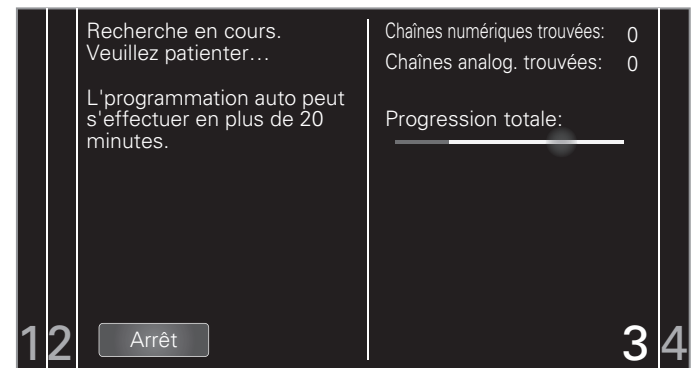 Recherche en cours.
Veuillez patienter…
L'programmation auto peut
s'effectuer en plus de 20
minutes.
Chaînes numériques trouvées: 0
Chaînes analog. trouvées: 0
Progression totale:
Arrêt
1 2 3 4